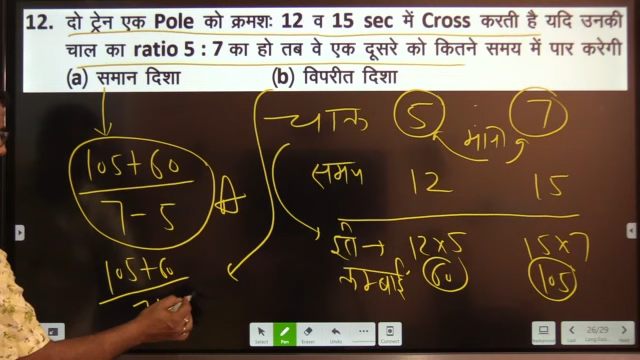 12. दो ट्रेन एक Pole को क्रमशः 12 व 15 sec में Cross करती है यदि उनकी
चाल का ratio 5 : 7 का हो तब वे एक दूसरे को कितने समय में पार करेगी
(a) समान दिशा (b) विपरीत दिशा
चाल 5 : 7
मानो
समय 12 15
105+60
7-5
A
दूरी → 12×5 15×7
लम्बाई 60 105
105+60
Select Pen Eraser Undo
26/29